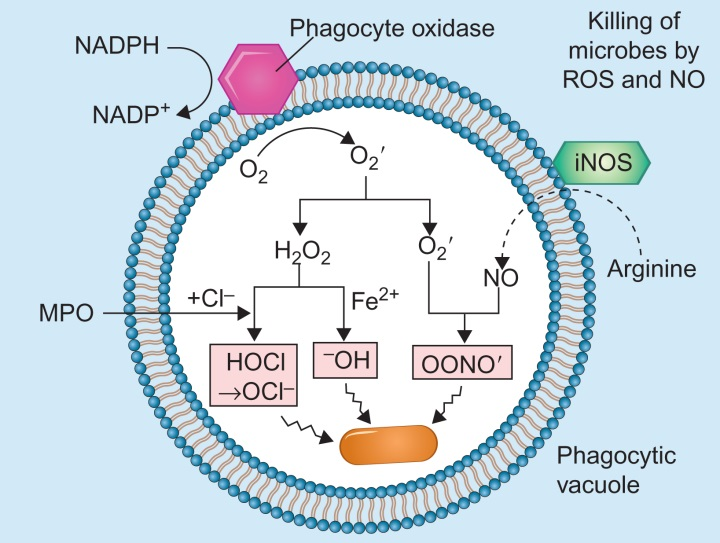 Killing of
microbes by
ROS and NO
NADPH
Phagocyte oxidase
NADP⁺
O₂
O₂′
iNOS
H₂O₂
O₂′
NO
Arginine
MPO
+Cl⁻
Fe²⁺
HOCl
→OCl⁻
⁻OH
OONO′
Phagocytic
vacuole